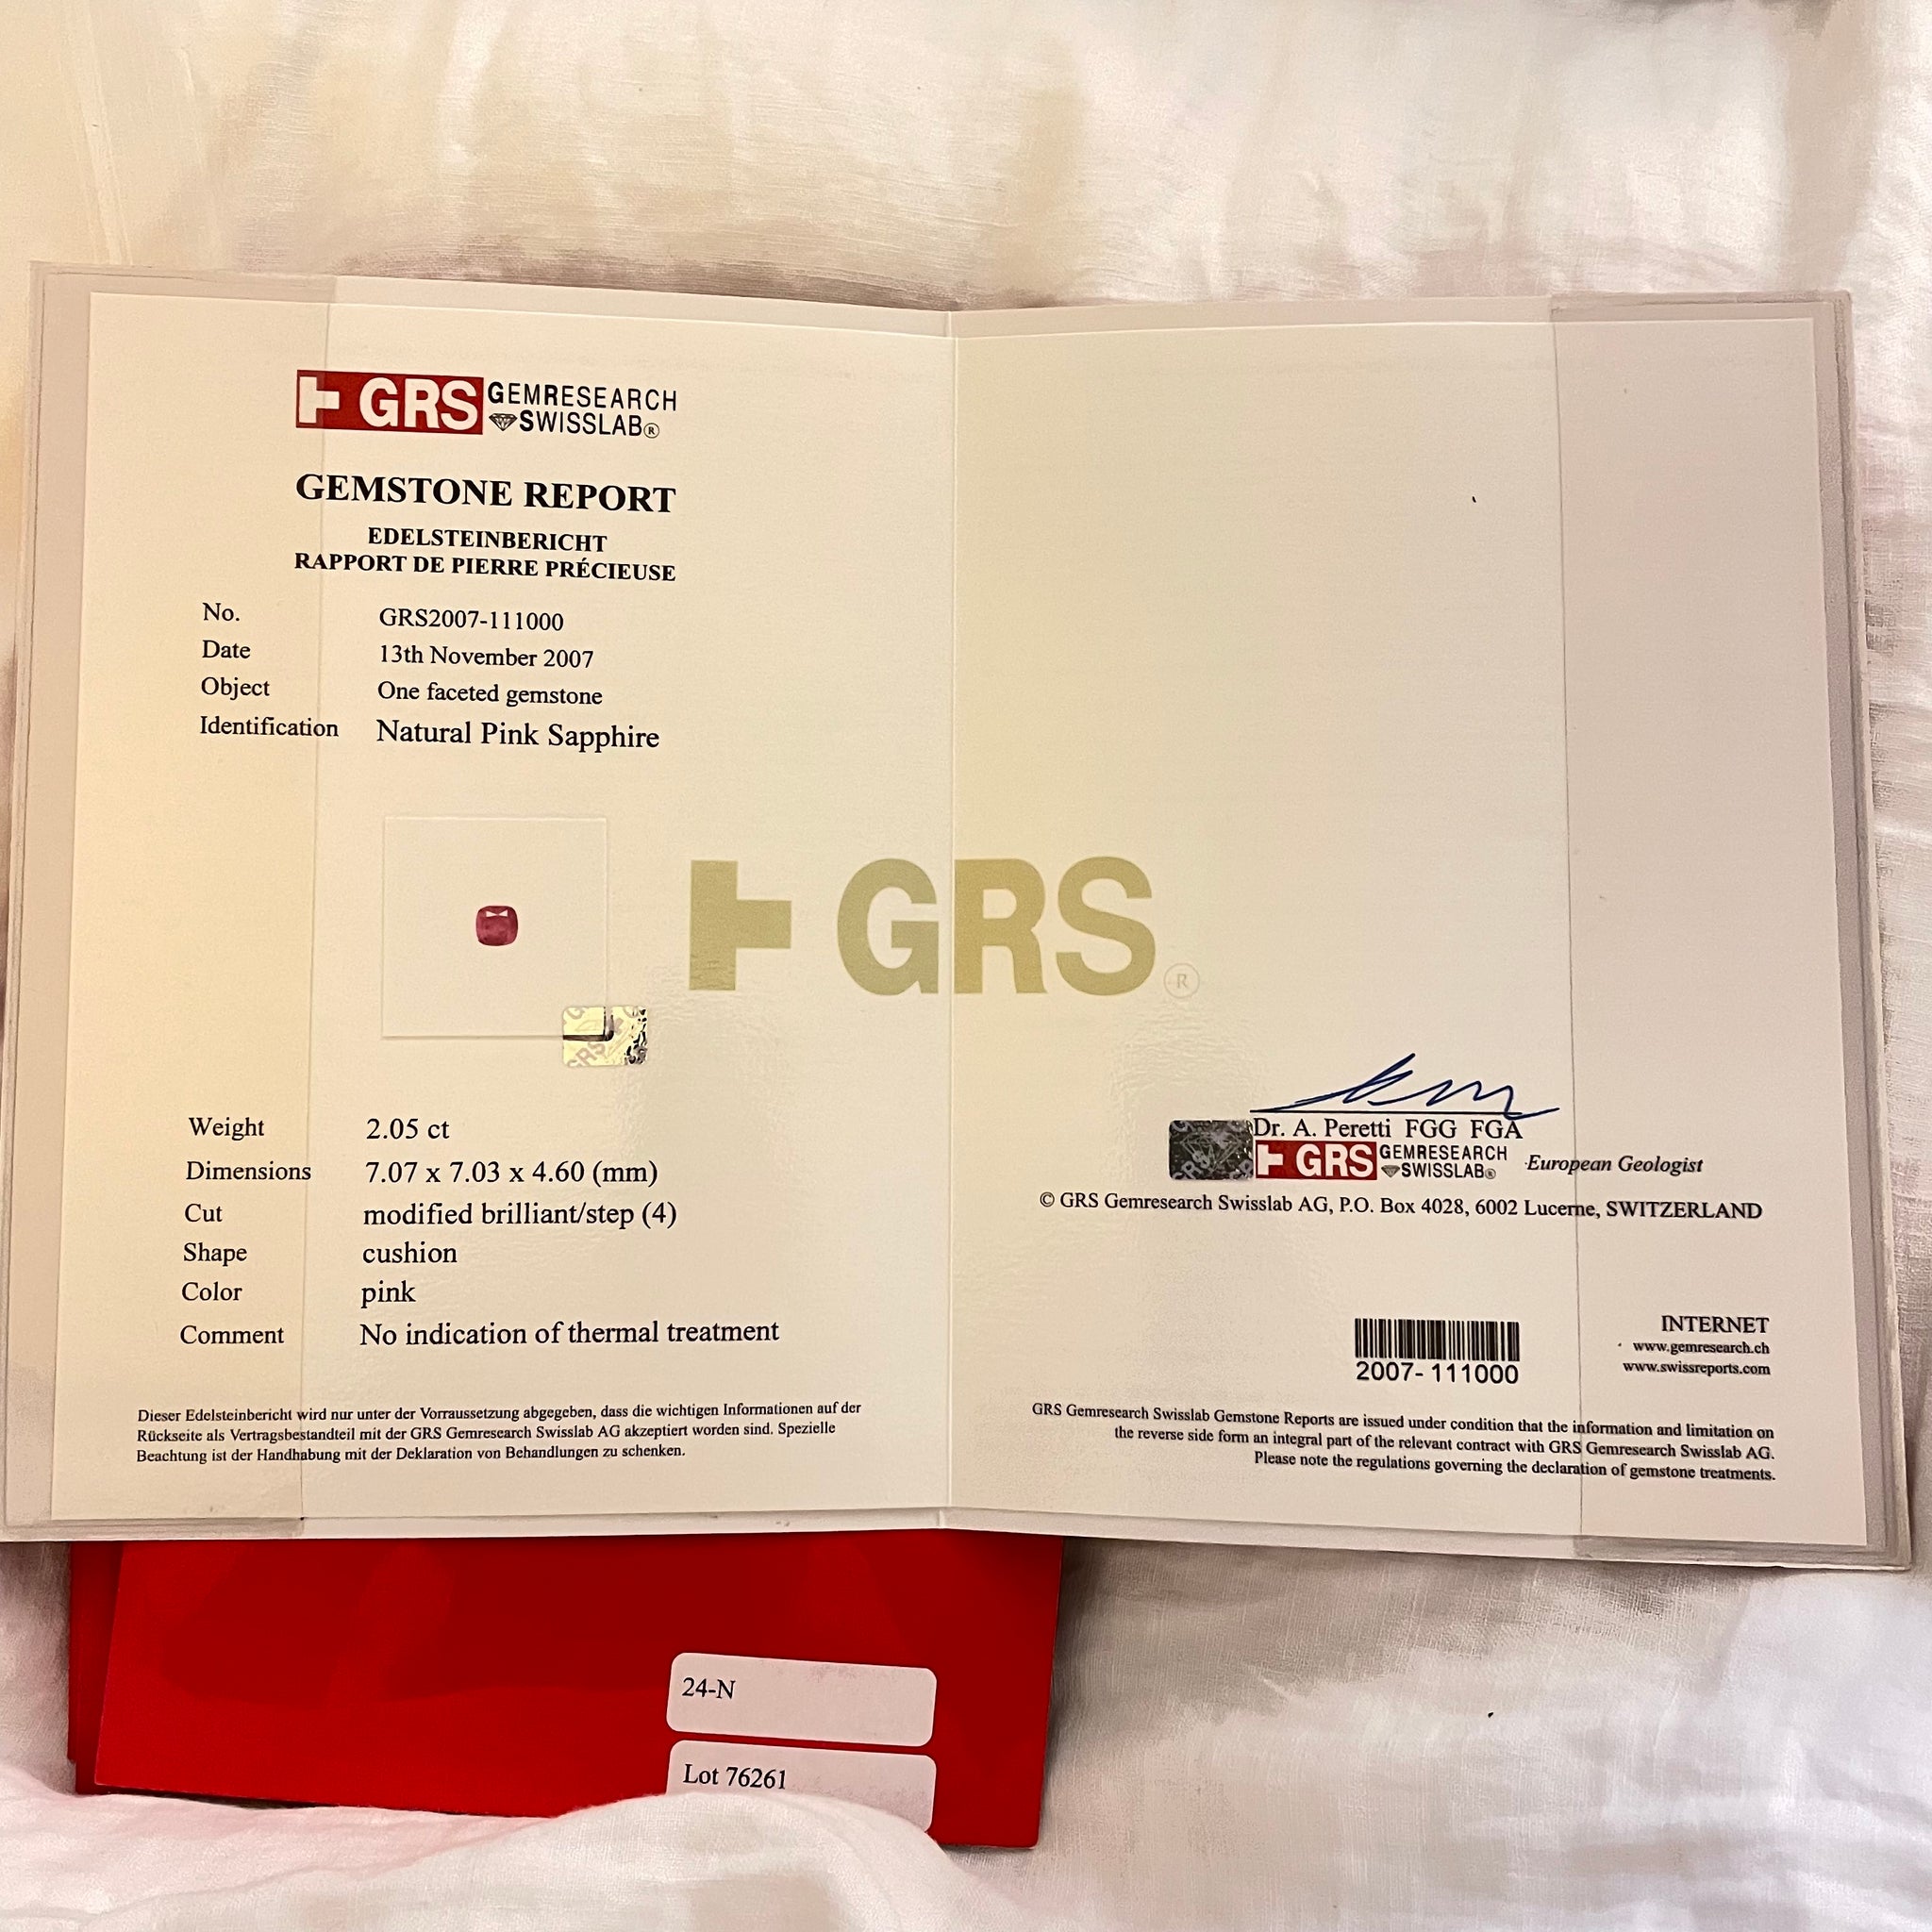 GRS GEMRESEARCH
SWISSLAB®
GEMSTONE REPORT
EDELSTEINBERICHT
RAPPORT DE PIERRE PRÉCIEUSE
No. GRS2007-111000
Date 13th November 2007
Object One faceted gemstone
Identification Natural Pink Sapphire
GRS®
GRS
Weight 2.05 ct
Dimensions 7.07 x 7.03 x 4.60 (mm)
Cut modified brilliant/step (4)
Shape cushion
Color pink
Comment No indication of thermal treatment
Dieser Edelsteinbericht wird nur unter der Vorraussetzung abgegeben, dass die wichtigen Informationen auf der
Rückseite als Vertragsbestandteil mit der GRS Gemresearch Swisslab AG akzeptiert worden sind. Spezielle
Beachtung ist der Handhabung mit der Deklaration von Behandlungen zu schenken.
Dr. A. Peretti FGG FGA
GRS GEMRESEARCH
SWISSLAB® European Geologist
© GRS Gemresearch Swisslab AG, P.O. Box 4028, 6002 Lucerne, SWITZERLAND
2007-111000
INTERNET
www.gemresearch.ch
www.swissreports.com
GRS Gemresearch Swisslab Gemstone Reports are issued under condition that the information and limitation on
the reverse side form an integral part of the relevant contract with GRS Gemresearch Swisslab AG.
Please note the regulations governing the declaration of gemstone treatments.
24-N
Lot 76261